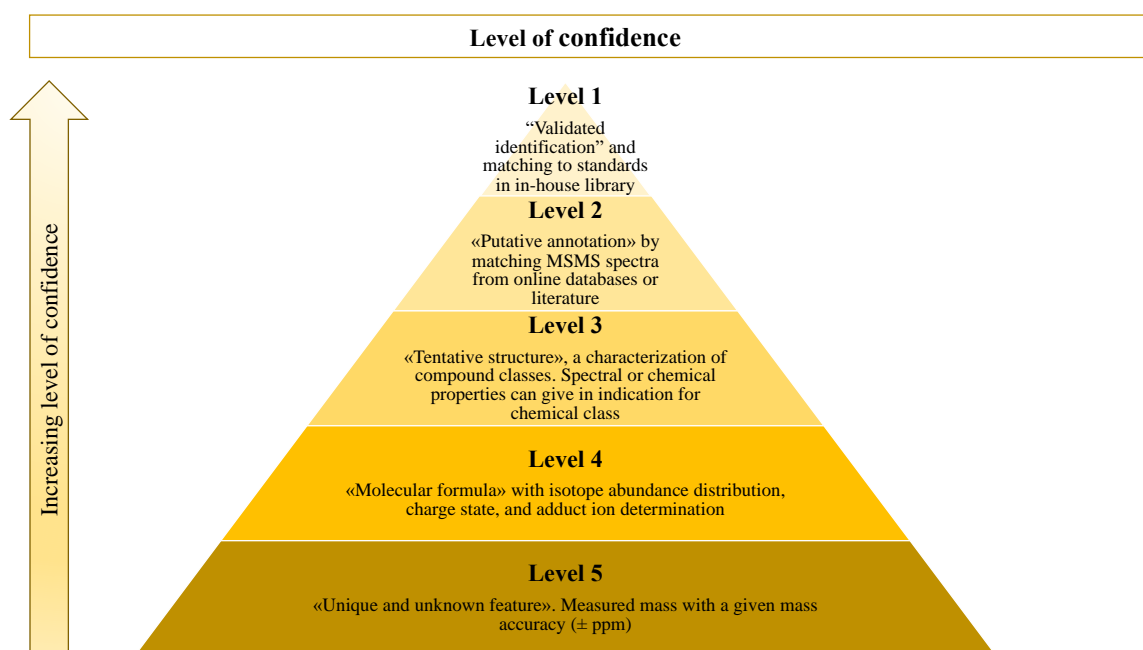 Level of confidence
Increasing level of confidence
Level 1
“Validated
identification” and
matching to standards
in in-house library
Level 2
«Putative annotation» by
matching MSMS spectra
from online databases or
literature
Level 3
«Tentative structure», a characterization of
compound classes. Spectral or chemical
properties can give in indication for
chemical class
Level 4
«Molecular formula» with isotope abundance distribution,
charge state, and adduct ion determination
Level 5
«Unique and unknown feature». Measured mass with a given mass
accuracy (± ppm)